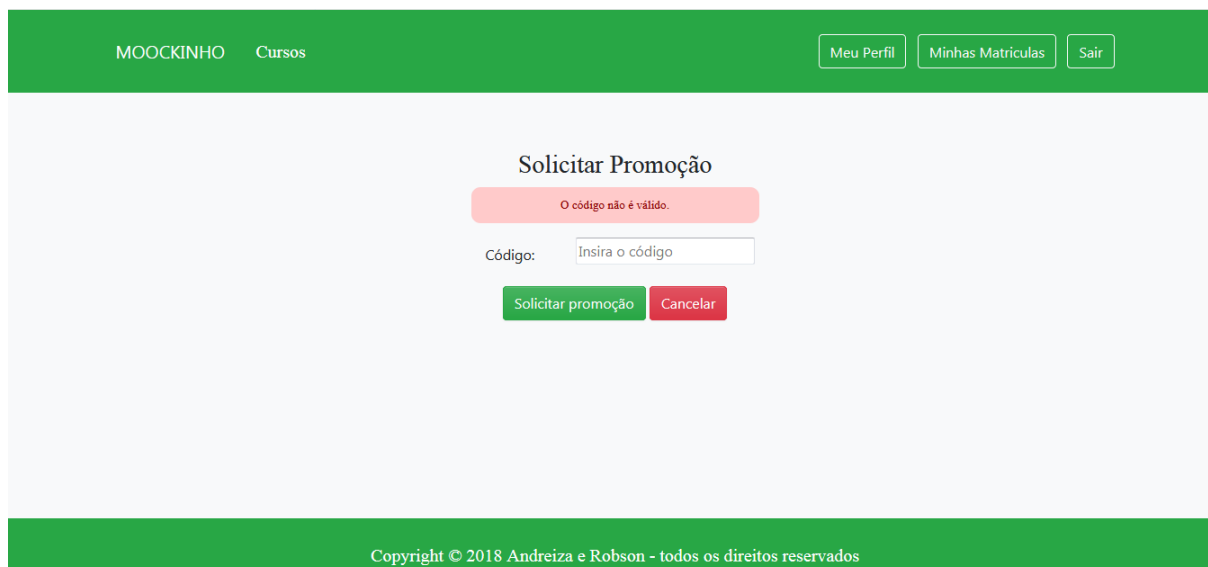 MOOCKINHO Cursos Meu Perfil Minhas Matriculas Sair
Solicitar Promoção
O código não é válido.
Código: Insira o código
Solicitar promoção Cancelar
Copyright © 2018 Andreiza e Robson - todos os direitos reservados